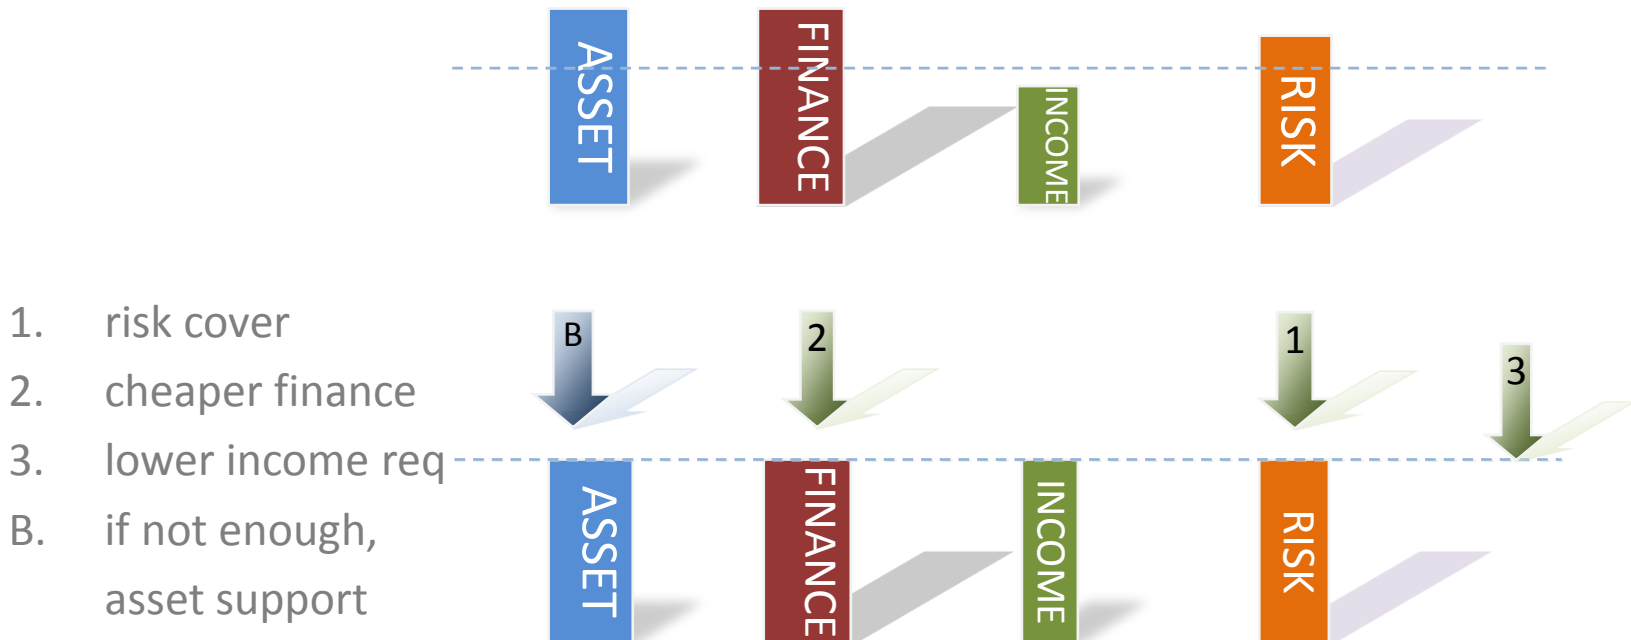 ASSET
FINANCE
INCOME
RISK
1. risk cover
2. cheaper finance
3. lower income req
B. if not enough,
asset support
B
2
1
3
ASSET
FINANCE
INCOME
RISK